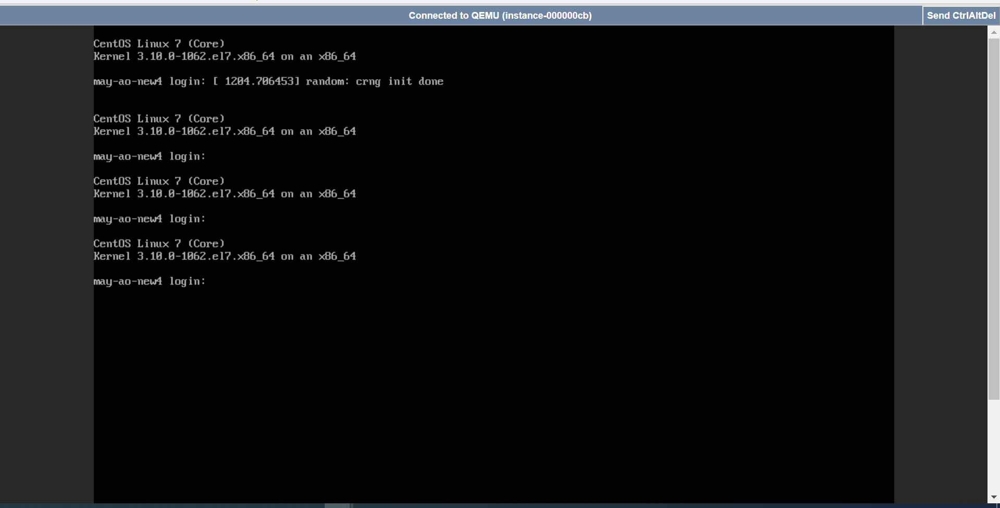 Connected to QEMU (instance-000000cb)
Send CtrlAltDel
CentOS Linux 7 (Core)
Kernel 3.10.0-1062.el7.x86_64 on an x86_64
may-ao-new4 login: [ 1204.706453] random: crng init done
CentOS Linux 7 (Core)
Kernel 3.10.0-1062.el7.x86_64 on an x86_64
may-ao-new4 login:
CentOS Linux 7 (Core)
Kernel 3.10.0-1062.el7.x86_64 on an x86_64
may-ao-new4 login:
CentOS Linux 7 (Core)
Kernel 3.10.0-1062.el7.x86_64 on an x86_64
may-ao-new4 login: